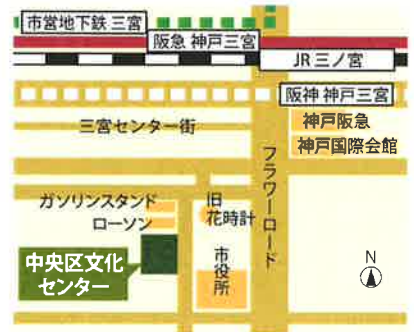 市営地下鉄 三宮
阪急 神戸三宮
JR 三ノ宮
阪神 神戸三宮
三宮センター街
神戸阪急
神戸国際会館
フラワーロード
ガソリンスタンド
ローソン
旧
花時計
市役所
中央区文化
センター
N